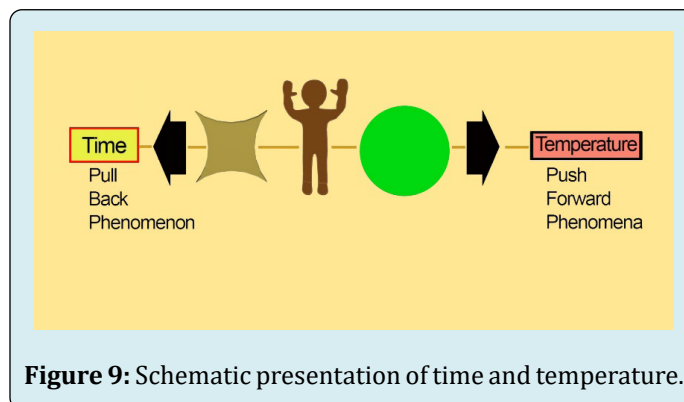 Time
Pull
Back
Phenomenon
Temperature
Push
Forward
Phenomena
Figure 9: Schematic presentation of time and temperature.